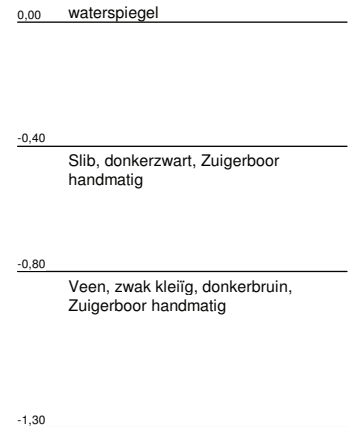 0,00 waterspiegel
-0,40
Slib, donkerzwart, Zuigerboor
handmatig
-0,80
Veen, zwak kleiïg, donkerbruin,
Zuigerboor handmatig
-1,30